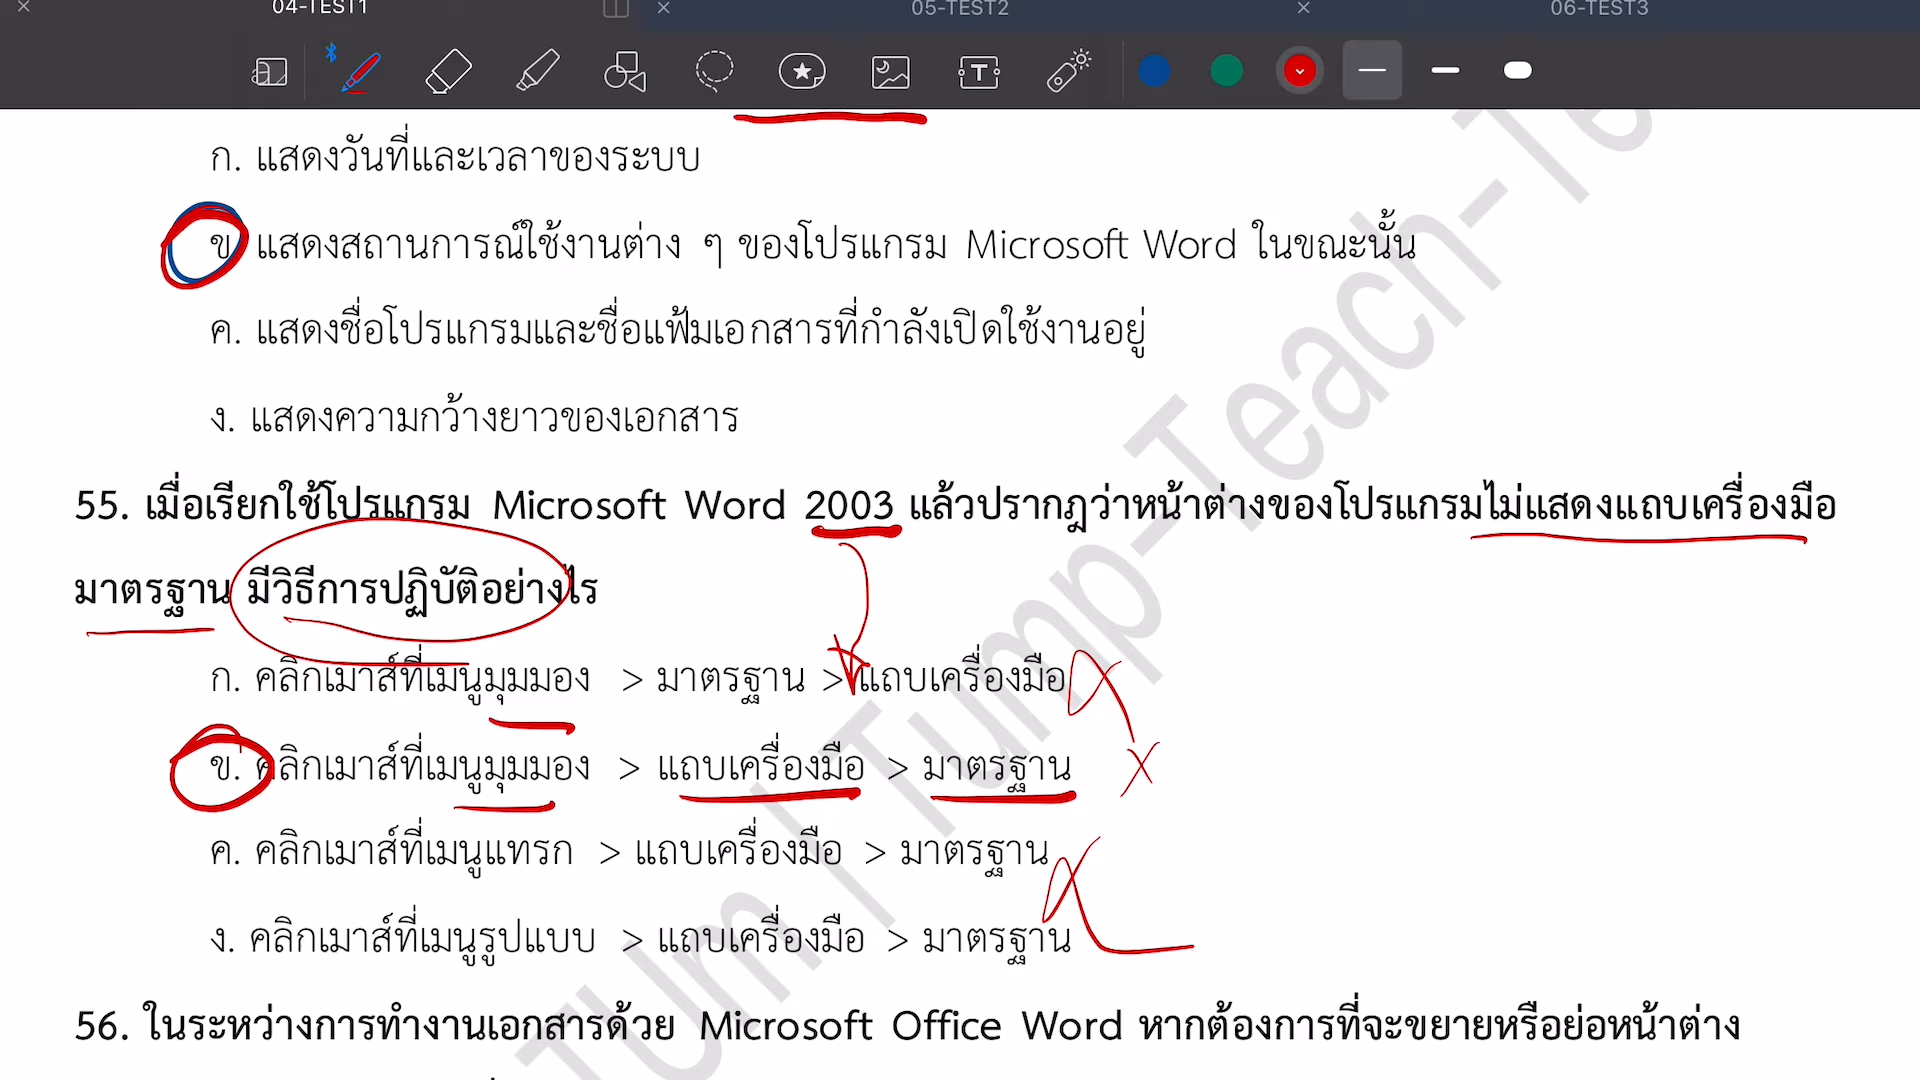 04-TEST1
05-TEST2
06-TEST3
ก. แสดงวันที่และเวลาของระบบ
ข. แสดงสถานการณ์ใช้งานต่าง ๆ ของโปรแกรม Microsoft Word ในขณะนั้น
ค. แสดงชื่อโปรแกรมและชื่อแฟ้มเอกสารที่กำลังเปิดใช้งานอยู่
ง. แสดงความกว้างยาวของเอกสาร
55. เมื่อเรียกใช้โปรแกรม Microsoft Word 2003 แล้วปรากฏว่าหน้าต่างของโปรแกรมไม่แสดงแถบเครื่องมือ
มาตรฐาน มีวิธีการปฏิบัติอย่างไร
ก. คลิกเมาส์ที่เมนูมุมมอง > มาตรฐาน > แถบเครื่องมือ
ข. คลิกเมาส์ที่เมนูมุมมอง > แถบเครื่องมือ > มาตรฐาน
ค. คลิกเมาส์ที่เมนูแทรก > แถบเครื่องมือ > มาตรฐาน
ง. คลิกเมาส์ที่เมนูรูปแบบ > แถบเครื่องมือ > มาตรฐาน
56. ในระหว่างการทำงานเอกสารด้วย Microsoft Office Word หากต้องการที่จะขยายหรือย่อหน้าต่าง
Tum | Tump-Teach-Te